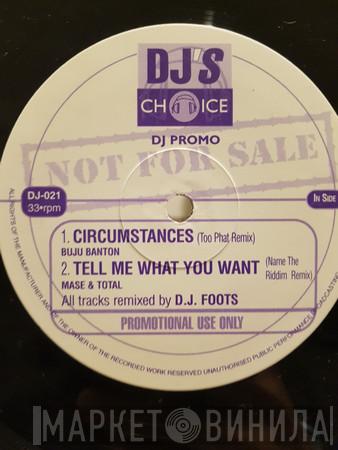 DJ'S
CHOICE
DJ PROMO
NOT FOR SALE
DJ-021
33•rpm
IN SIDE
1. CIRCUMSTANCES (Too Phat Remix)
BUJU BANTON
2. TELL ME WHAT YOU WANT (Name The Riddim Remix)
MASE & TOTAL
All tracks remixed by D.J. FOOTS
PROMOTIONAL USE ONLY
ALL RIGHTS OF THE MANUFACTURER AND OF THE OWNER OF THE RECORDED WORK RESERVED UNAUTHORISED PUBLIC PERFORMANCE BROADCASTING
МАРКЕТ ВИНИЛА